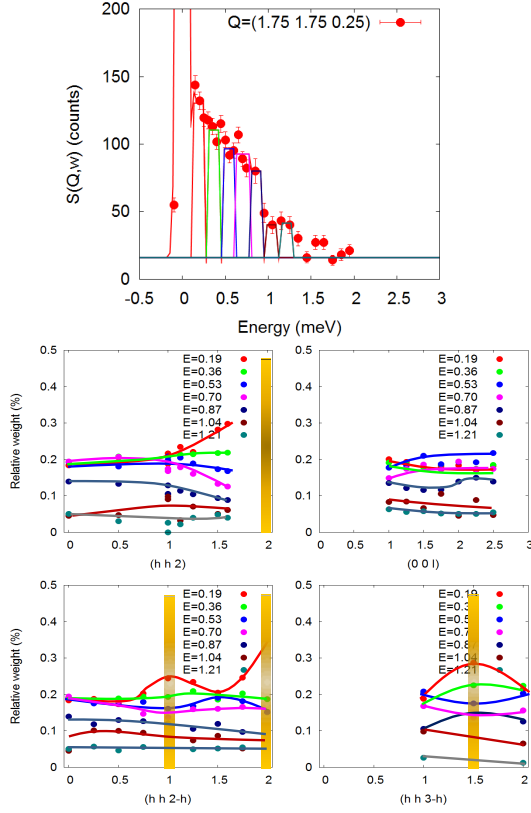 Q=(1.75 1.75 0.25)
200
150
100
50
0
S(Q,w) (counts)
-0.5 0 0.5 1 1.5 2 2.5 3
Energy (meV)
0.5
0.4
0.3
0.2
0.1
0
Relative weight (%)
E=0.19
E=0.36
E=0.53
E=0.70
E=0.87
E=1.04
E=1.21
0 0.5 1 1.5 2
(h h 2)
0.5
0.4
0.3
0.2
0.1
0
E=0.19
E=0.36
E=0.53
E=0.70
E=0.87
E=1.04
E=1.21
0 0.5 1 1.5 2 2.5 3
(0 0 l)
0.5
0.4
0.3
0.2
0.1
0
Relative weight (%)
E=0.19
E=0.36
E=0.53
E=0.70
E=0.87
E=1.04
E=1.21
0 0.5 1 1.5 2
(h h 2-h)
0.5
0.4
0.3
0.2
0.1
0
E=0.19
E=1.21
0 0.5 1 1.5 2
(h h 3-h)